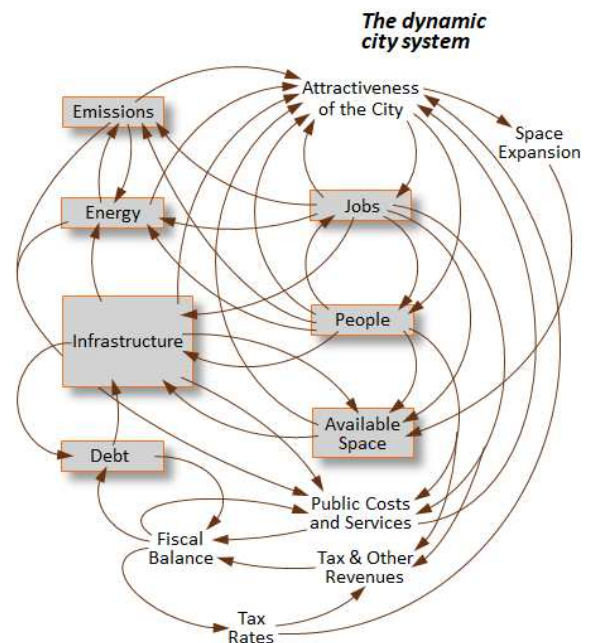 The dynamic
city system
Attractiveness
of the City
Emissions
Space
Expansion
Energy
Jobs
People
Infrastructure
Available
Space
Debt
Public Costs
and Services
Fiscal
Balance
Tax & Other
Revenues
Tax
Rates